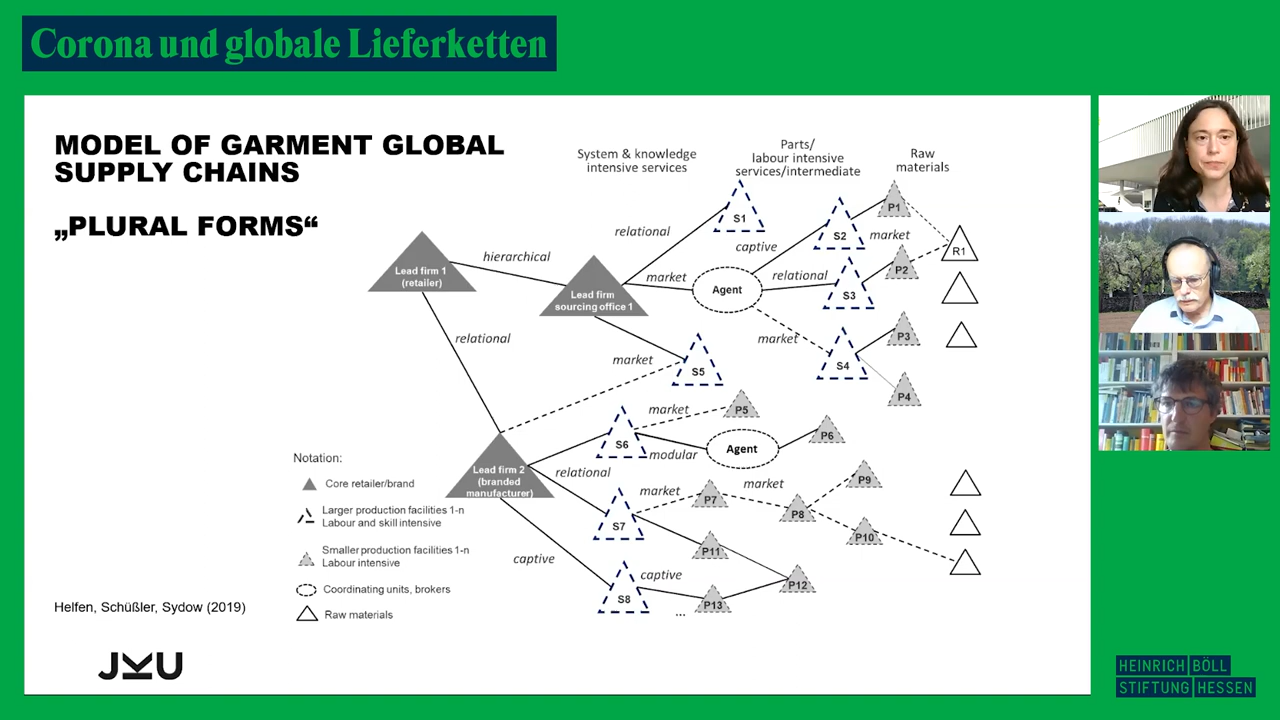 Corona und globale Lieferketten
MODEL OF GARMENT GLOBAL
SUPPLY CHAINS
„PLURAL FORMS“
System & knowledge
intensive services
Parts/
labour intensive
services/intermediate
Raw
materials
Lead firm 1
(retailer)
hierarchical
Lead firm
sourcing office 1
relational
S1
market
Agent
captive
S2
P1
market
R1
relational
S3
P2
market
S4
P3
P4
relational
market
S5
Lead firm 2
(branded
manufacturer)
market
P5
S6
modular
Agent
P6
relational
S7
market
P7
market
P8
P9
P10
P11
captive
S8
captive
P13
P12
...
Notation:
Core retailer/brand
Larger production facilities 1-n
Labour and skill intensive
Smaller production facilities 1-n
Labour intensive
Coordinating units, brokers
Raw materials
Helfen, Schüßler, Sydow (2019)
JKU
HEINRICH BÖLL
STIFTUNG HESSEN